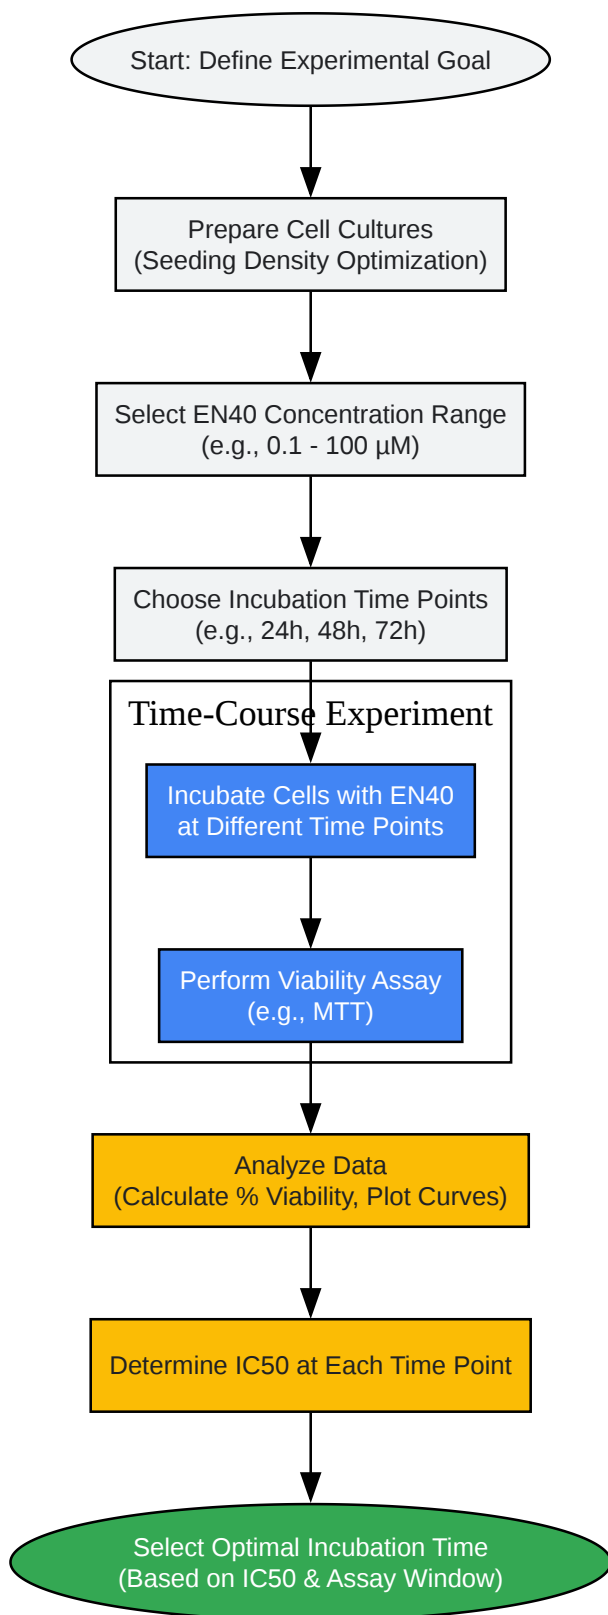 Start: Define Experimental Goal
Prepare Cell Cultures
(Seeding Density Optimization)
Select EN40 Concentration Range
(e.g., 0.1 - 100 µM)
Choose Incubation Time Points
(e.g., 24h, 48h, 72h)
Time-Course Experiment
Incubate Cells with EN40
at Different Time Points
Perform Viability Assay
(e.g., MTT)
Analyze Data
(Calculate % Viability, Plot Curves)
Determine IC50 at Each Time Point
Select Optimal Incubation Time
(Based on IC50 & Assay Window)